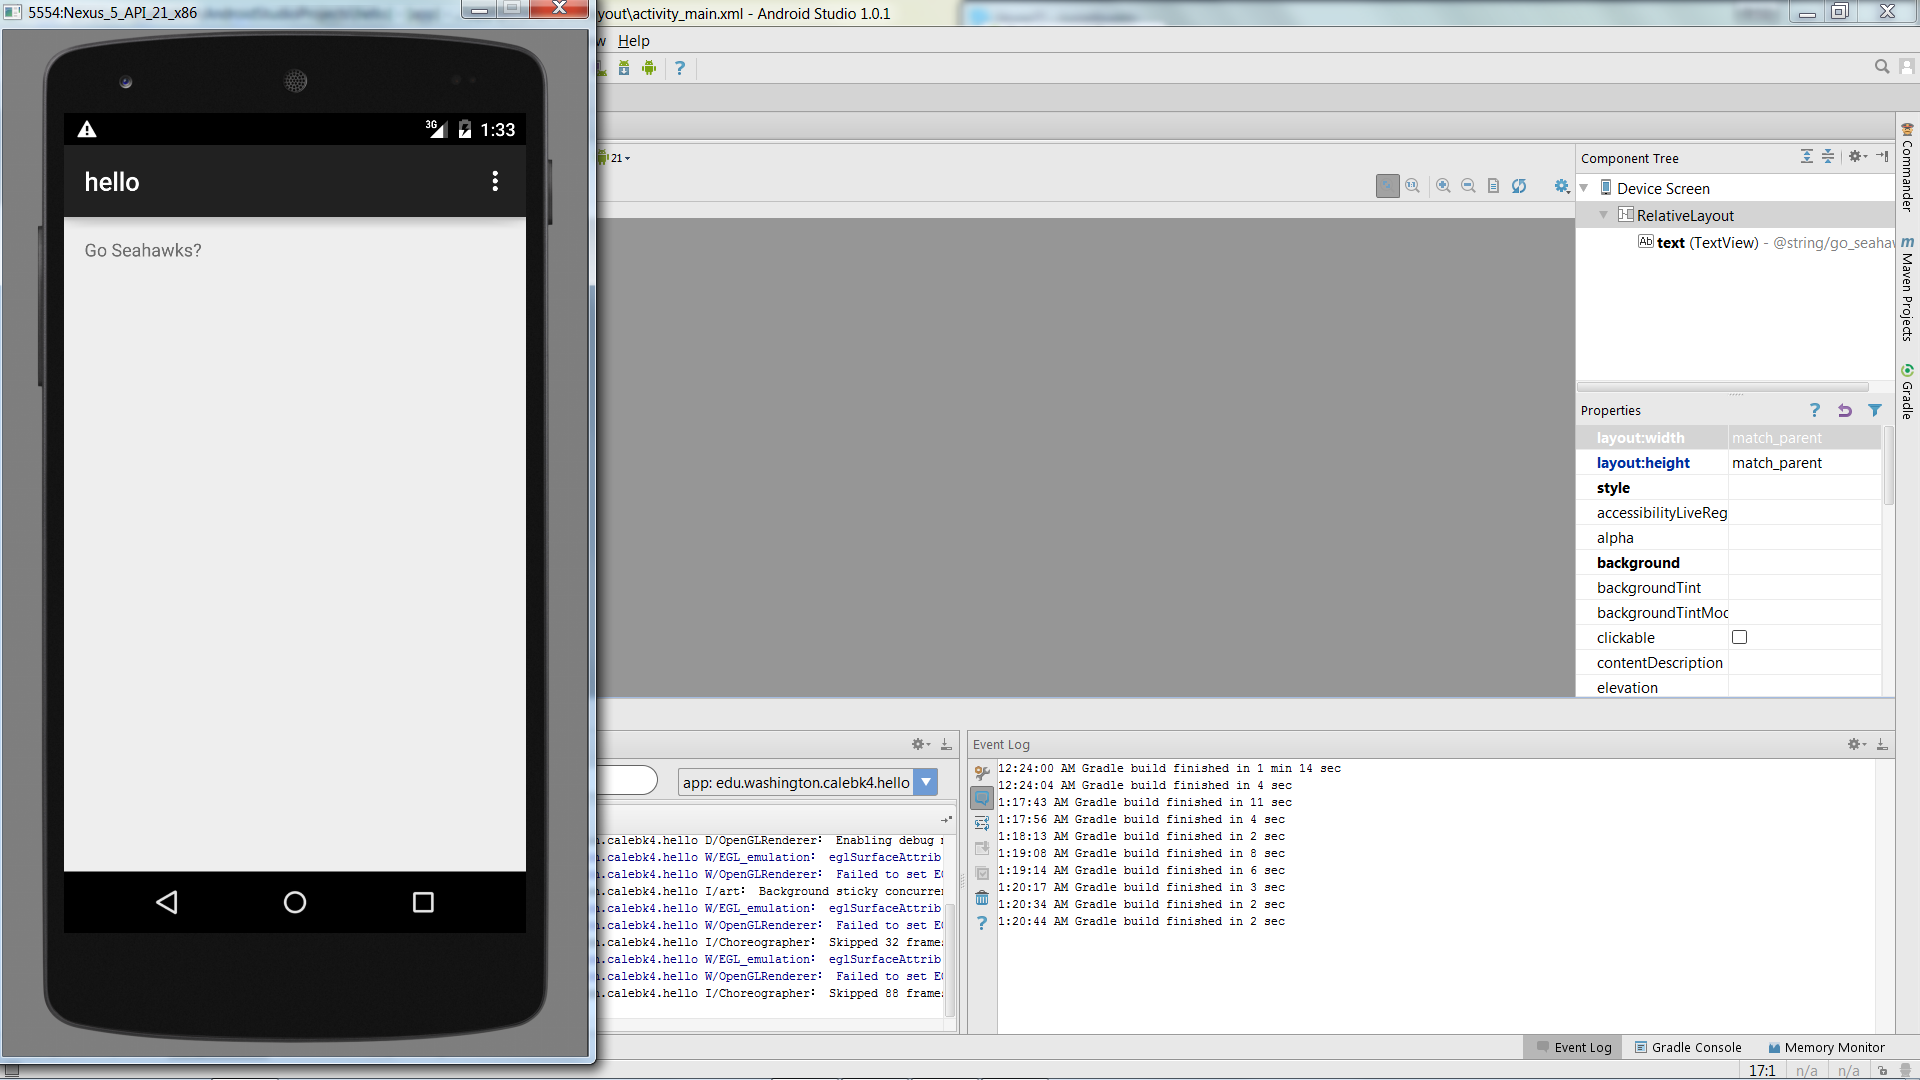 5554:Nexus_5_API_21_x86
yout\activity_main.xml - Android Studio 1.0.1
w Help
?
3G 1:33
hello
Go Seahawks?
21
Component Tree
Device Screen
RelativeLayout
Ab text (TextView) - @string/go_seahaw
Commander
m Maven Projects
Gradle
Properties
?
layout:width match_parent
layout:height match_parent
style
accessibilityLiveReg
alpha
background
backgroundTint
backgroundTintMod
clickable
contentDescription
elevation
app: edu.washington.calebk4.hello
.calebk4.hello D/OpenGLRenderer: Enabling debug
.calebk4.hello W/EGL_emulation: eglSurfaceAttrib
.calebk4.hello W/OpenGLRenderer: Failed to set EG
.calebk4.hello I/art: Background sticky concurren
.calebk4.hello W/EGL_emulation: eglSurfaceAttrib
.calebk4.hello W/OpenGLRenderer: Failed to set EG
.calebk4.hello I/Choreographer: Skipped 32 frames
.calebk4.hello W/EGL_emulation: eglSurfaceAttrib
.calebk4.hello W/OpenGLRenderer: Failed to set EG
.calebk4.hello I/Choreographer: Skipped 88 frames
Event Log
12:24:00 AM Gradle build finished in 1 min 14 sec
12:24:04 AM Gradle build finished in 4 sec
1:17:43 AM Gradle build finished in 11 sec
1:17:56 AM Gradle build finished in 4 sec
1:18:13 AM Gradle build finished in 2 sec
1:19:08 AM Gradle build finished in 8 sec
1:19:14 AM Gradle build finished in 6 sec
1:20:17 AM Gradle build finished in 3 sec
1:20:34 AM Gradle build finished in 2 sec
1:20:44 AM Gradle build finished in 2 sec
?
Event Log Gradle Console Memory Monitor
17:1 n/a n/a